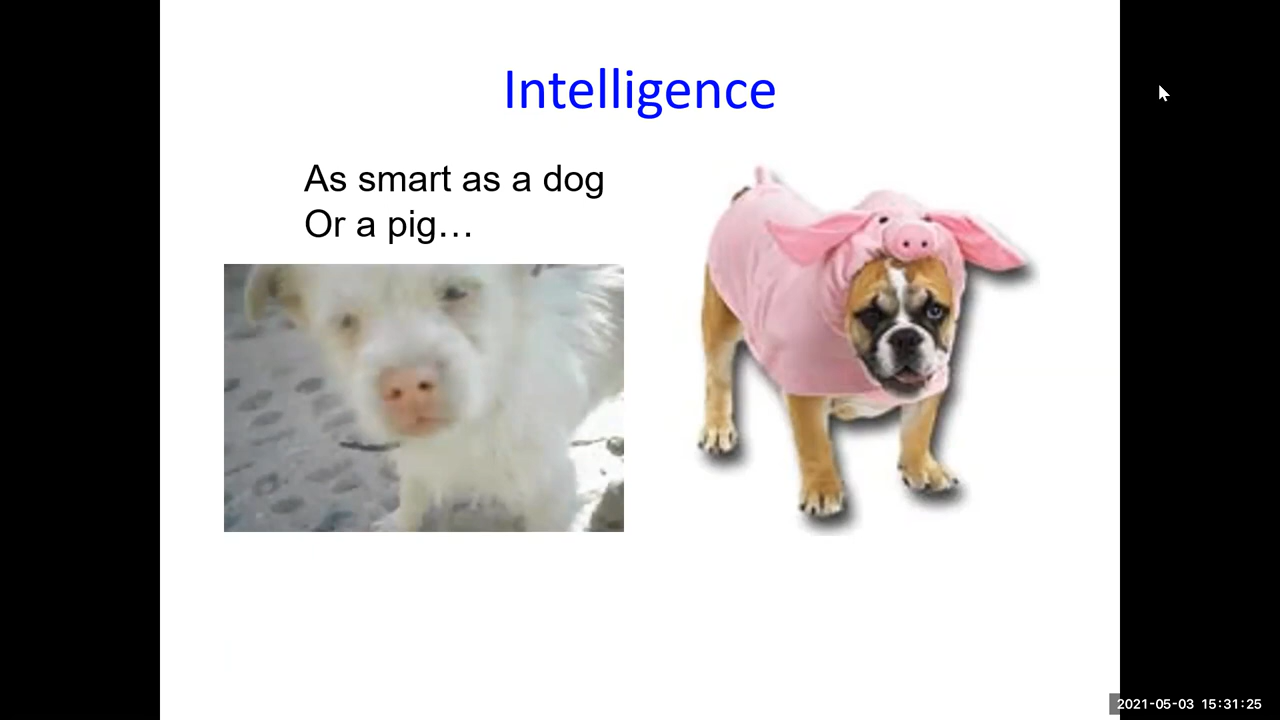 Intelligence
As smart as a dog
Or a pig…
2021-05-03 15:31:25